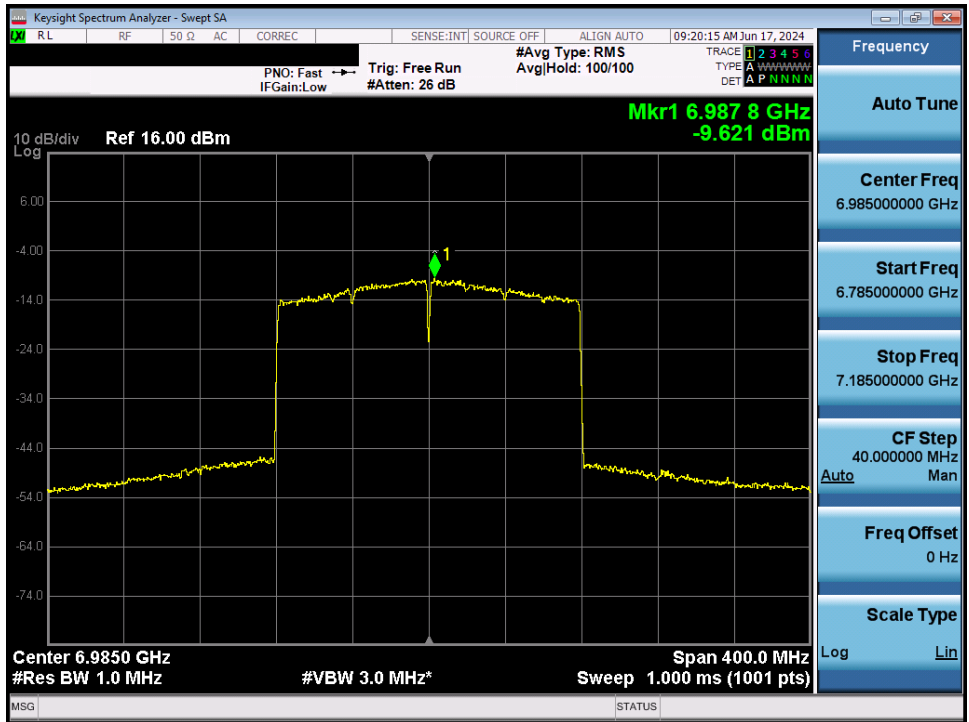 Keysight Spectrum Analyzer - Swept SA
LXI RL RF 50 Ω AC CORREC SENSE:INT SOURCE OFF ALIGN AUTO 09:20:15 AM Jun 17, 2024
PNO: Fast
IFGain:Low
Trig: Free Run
#Atten: 26 dB
#Avg Type: RMS
Avg|Hold: 100/100
TRACE 1 2 3 4 5 6
TYPE A WWWWW
DET A P N N N N
Mkr1 6.987 8 GHz
-9.621 dBm
10 dB/div Ref 16.00 dBm
Log
6.00
-4.00
-14.0
-24.0
-34.0
-44.0
-54.0
-64.0
-74.0
1
Center 6.9850 GHz Span 400.0 MHz
#Res BW 1.0 MHz #VBW 3.0 MHz* Sweep 1.000 ms (1001 pts)
MSG STATUS
Frequency
Auto Tune
Center Freq
6.985000000 GHz
Start Freq
6.785000000 GHz
Stop Freq
7.185000000 GHz
CF Step
40.000000 MHz
Auto Man
Freq Offset
0 Hz
Scale Type
Log Lin